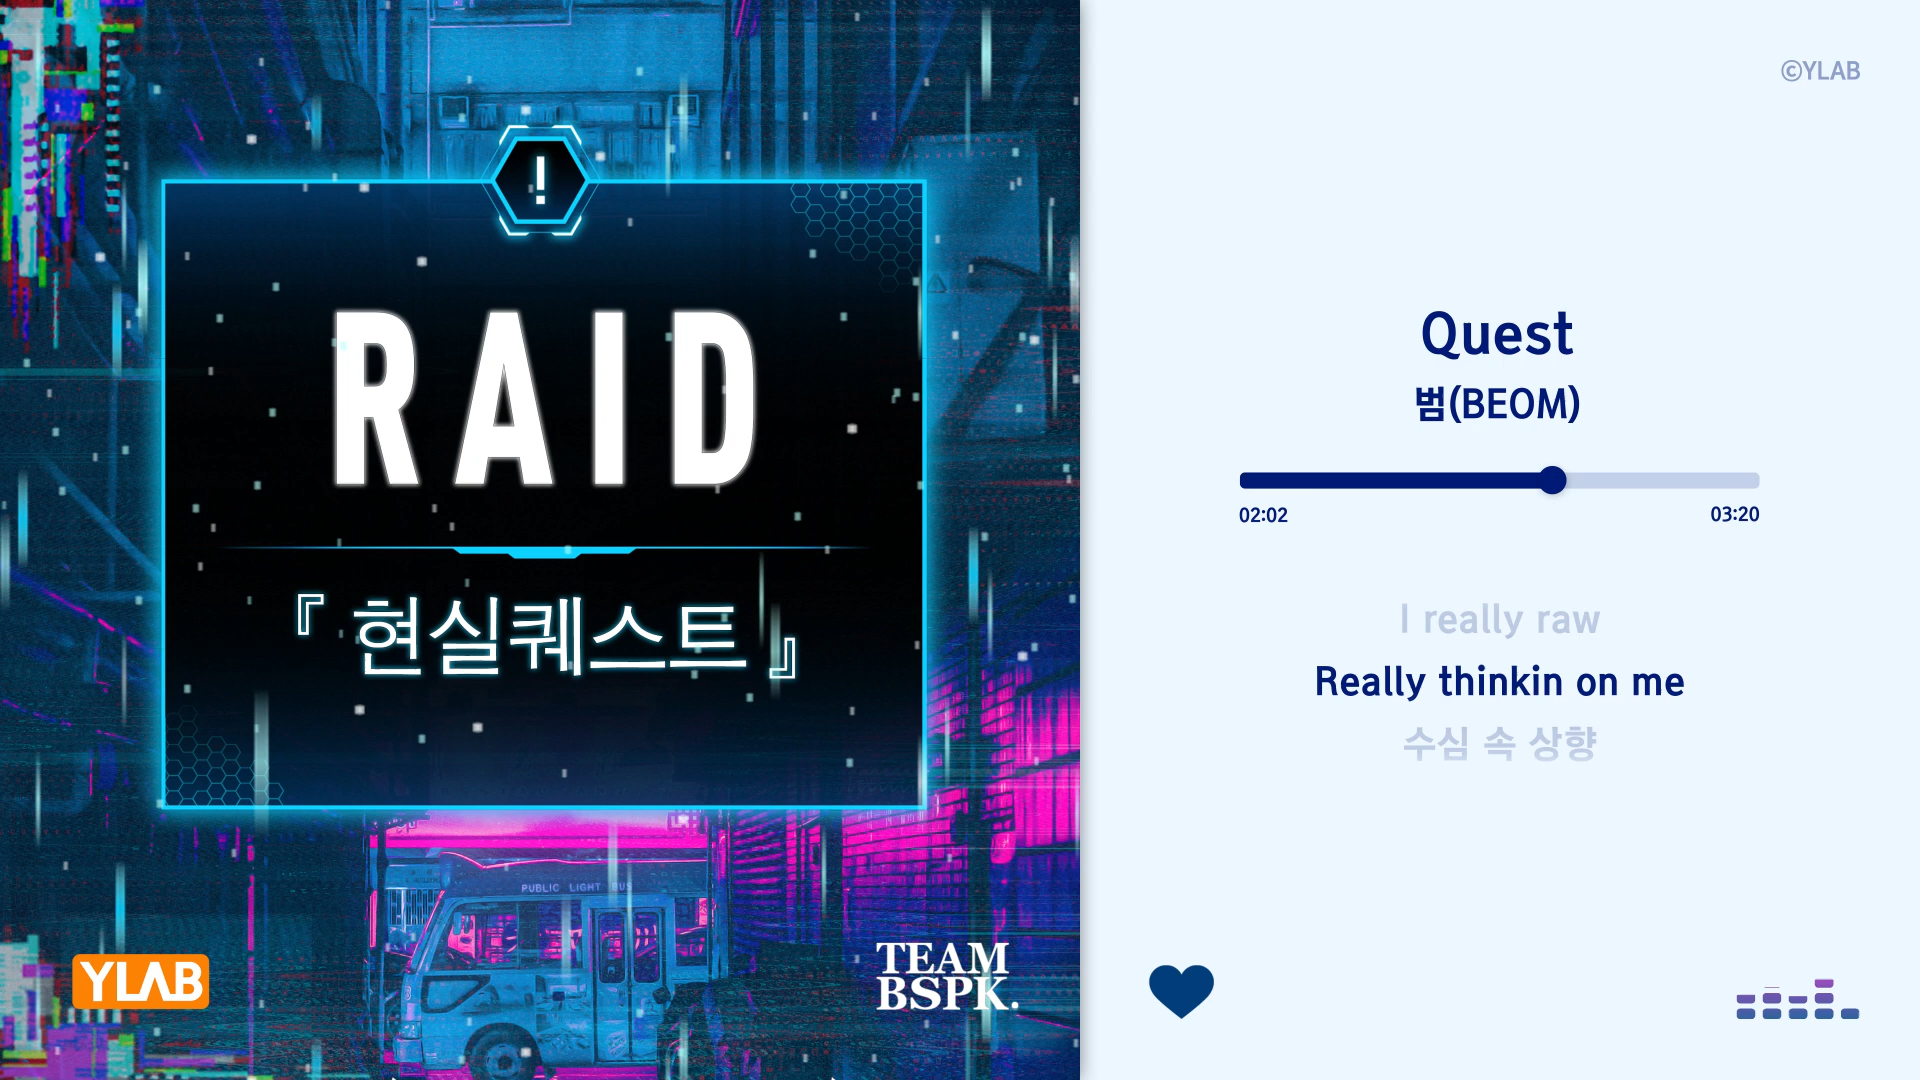 !
RAID
『현실퀘스트』
PUBLIC LIGHT BUS
YLAB
TEAM
BSPK.
©YLAB
Quest
범(BEOM)
02:02
03:20
I really raw
Really thinkin on me
수심 속 상향